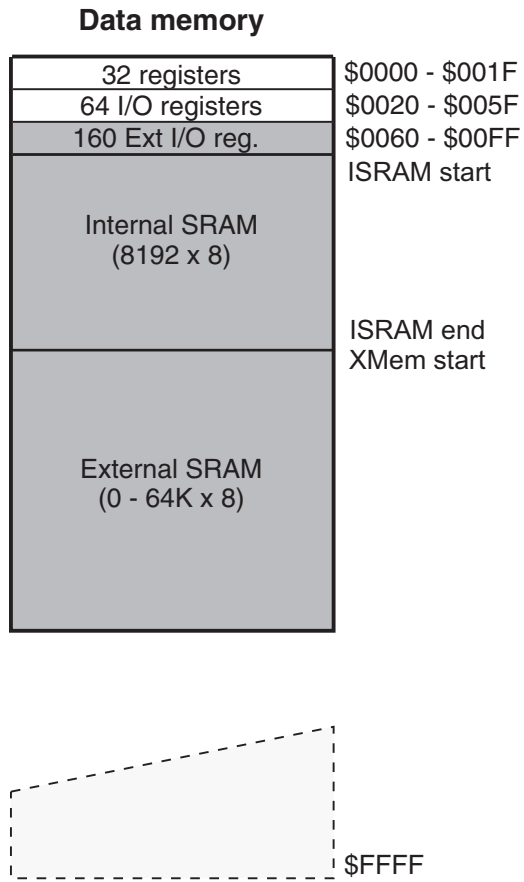 Data memory
32 registers
$0000 - $001F
64 I/O registers
$0020 - $005F
160 Ext I/O reg.
$0060 - $00FF
ISRAM start
Internal SRAM
(8192 x 8)
ISRAM end
XMem start
External SRAM
(0 - 64K x 8)
$FFFF